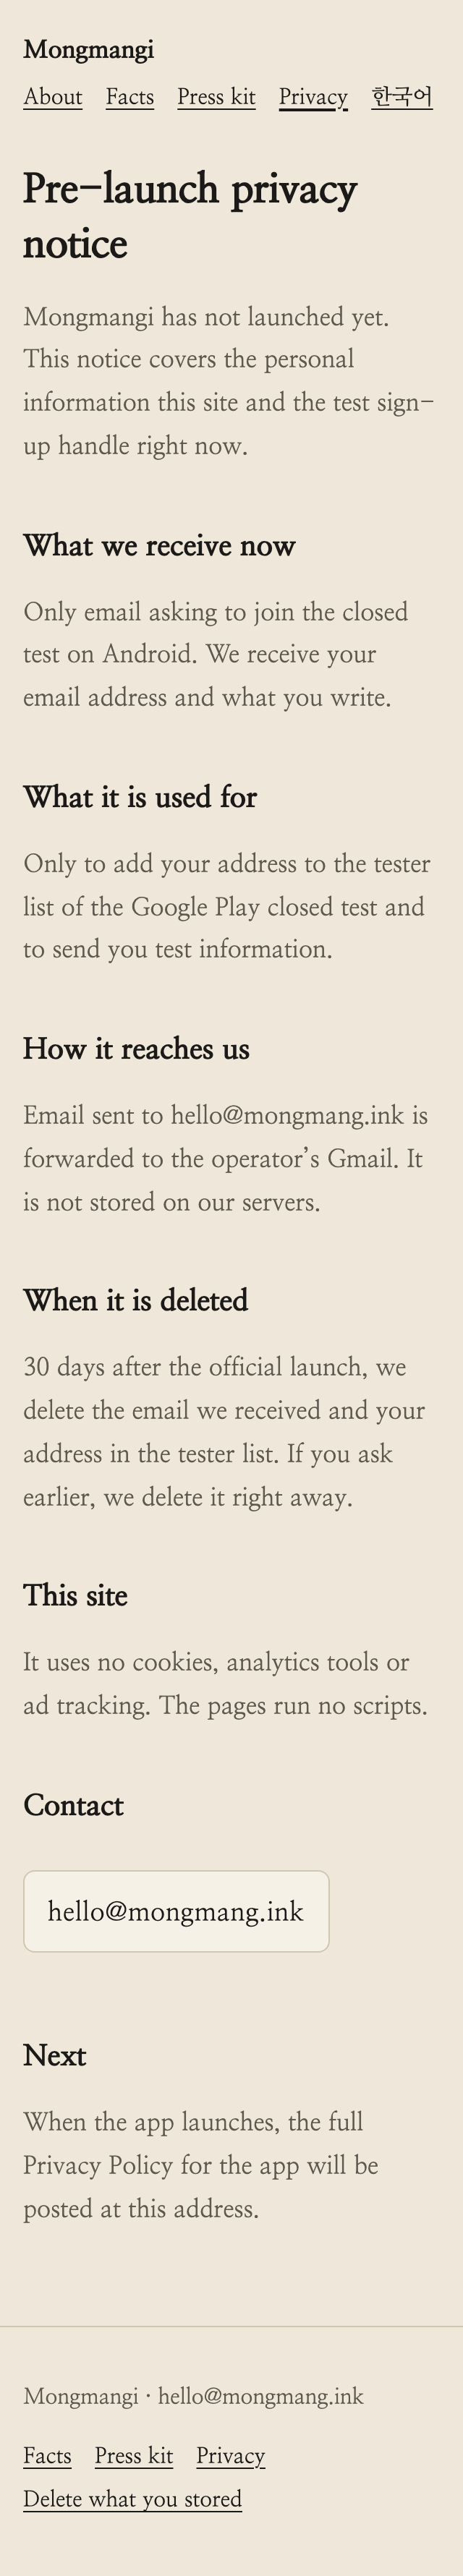 Mongmangi
About Facts Press kit Privacy 한국어
Pre-launch privacy
notice
Mongmangi has not launched yet.
This notice covers the personal
information this site and the test sign-
up handle right now.
What we receive now
Only email asking to join the closed
test on Android. We receive your
email address and what you write.
What it is used for
Only to add your address to the tester
list of the Google Play closed test and
to send you test information.
How it reaches us
Email sent to hello@mongmang.ink is
forwarded to the operator’s Gmail. It
is not stored on our servers.
When it is deleted
30 days after the official launch, we
delete the email we received and your
address in the tester list. If you ask
earlier, we delete it right away.
This site
It uses no cookies, analytics tools or
ad tracking. The pages run no scripts.
Contact
hello@mongmang.ink
Next
When the app launches, the full
Privacy Policy for the app will be
posted at this address.
Mongmangi · hello@mongmang.ink
Facts Press kit Privacy
Delete what you stored